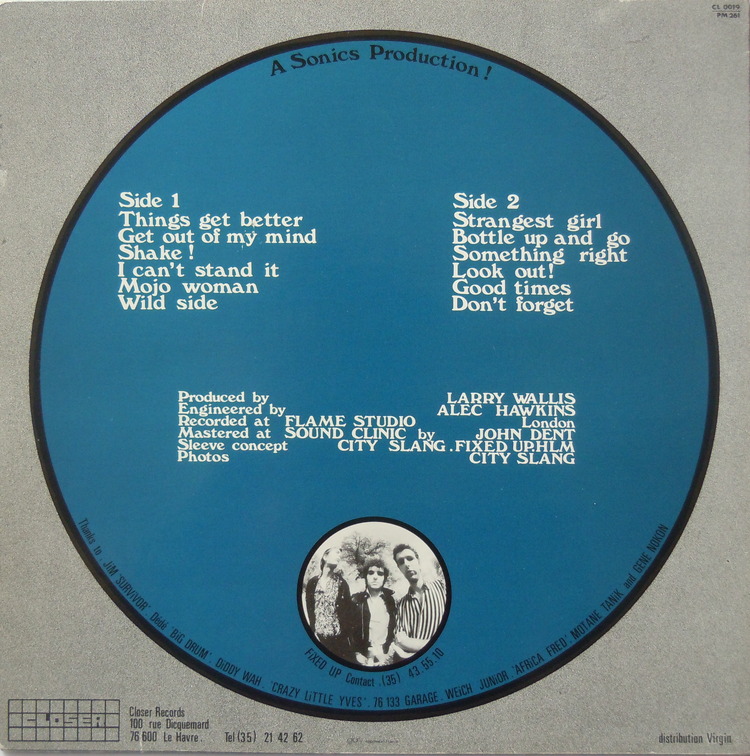 CL 0019
PM 261
A Sonics Production !
Side 1
Things get better
Get out of my mind
Shake !
I can't stand it
Mojo woman
Wild side
Side 2
Strangest girl
Bottle up and go
Something right
Look out!
Good times
Don't forget
Produced by LARRY WALLIS
Engineered by ALEC HAWKINS
Recorded at FLAME STUDIO London
Mastered at SOUND CLINIC by JOHN DENT
Sleeve concept CITY SLANG .FIXED UP.HLM
Photos CITY SLANG
Thanks to 'JiM SURViVOR' Dédé 'BiG DRUM'. DiDDY WAH. 'CRAZY LiTTLE YVES'. 76 133 GARAGE. WEiCH JUNiOR. 'AFRiCA FRED'. MOTANE TANiK and GENE NOKON
FiXED UP Contact .(35) 43.55.10
CLOSER
Closer Records
100 rue Dicquemard
76 600 Le Havre . Tel (35) 21 42 62
distribution Virgin